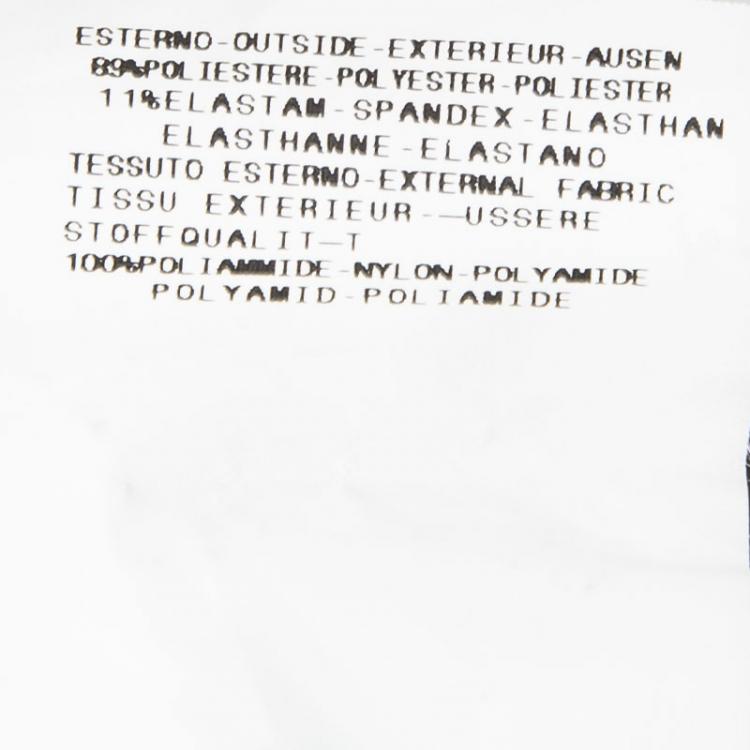 ESTERNO-OUTSIDE-EXTERIEUR-AUSEN
89%POLIESTERE-POLYESTER-POLIESTER
11%ELASTAM-SPANDEX-ELASTHAN
ELASTHANNE-ELASTANO
TESSUTO ESTERNO-EXTERNAL FABRIC
TISSU EXTERIEUR-—USSERE
STOFFQUALIT—T
100%POLIAMMIDE-NYLON-POLYAMIDE
POLYAMID-POLIAMIDE